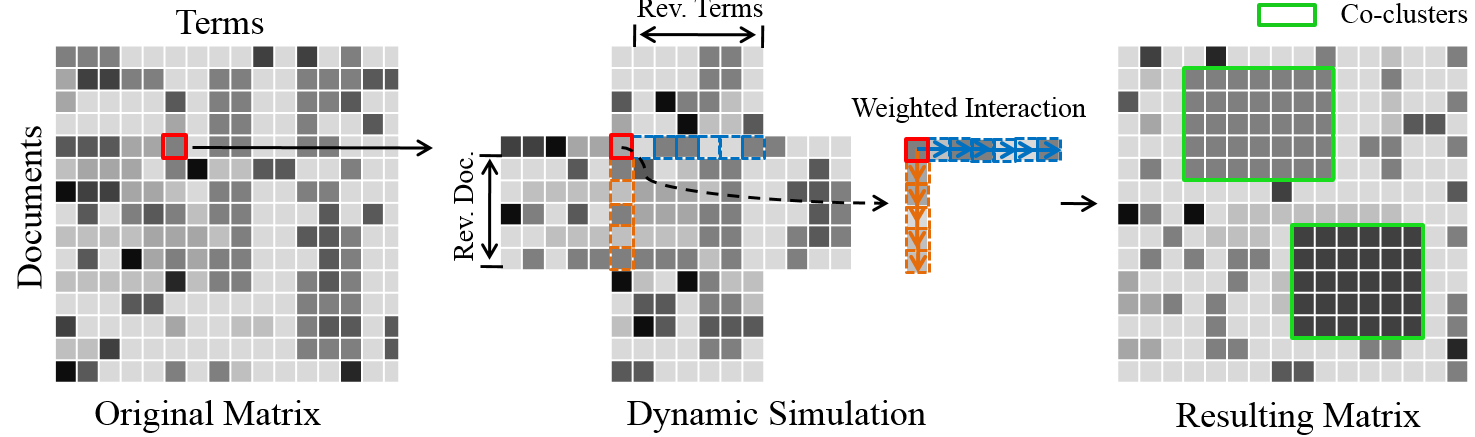 Terms
Documents
Original Matrix
Rev. Terms
Rev. Doc.
Dynamic Simulation
Weighted Interaction
Co-clusters
Resulting Matrix